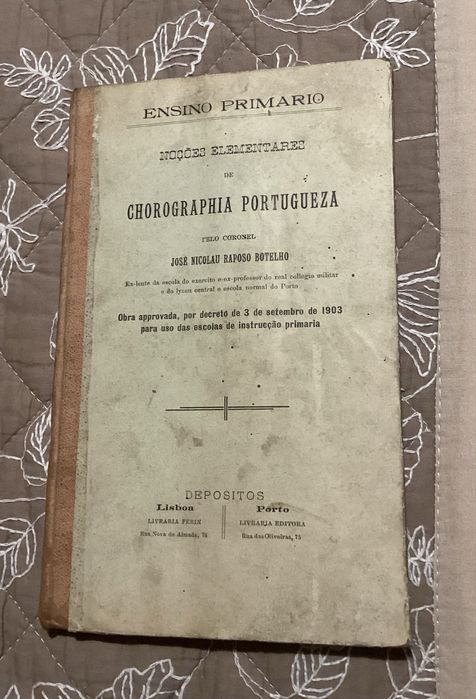 ENSINO PRIMARIO
NOÇÕES ELEMENTARES
DE
CHOROGRAPHIA PORTUGUEZA
PELO CORONEL
JOSÉ NICOLAU RAPOSO BOTELHO
Ex-lente da escola do exercito e ex-professor do real collegio militar
e do lyceu central e escola normal do Porto
Obra approvada, por decreto de 3 de setembro de 1903
para uso das escolas de instrucção primaria
DEPOSITOS
Lisboa
LIVRARIA FERIN
Rua Nova do Almada, 74
Porto
LIVRARIA EDITORA
Rua das Oliveiras, 75